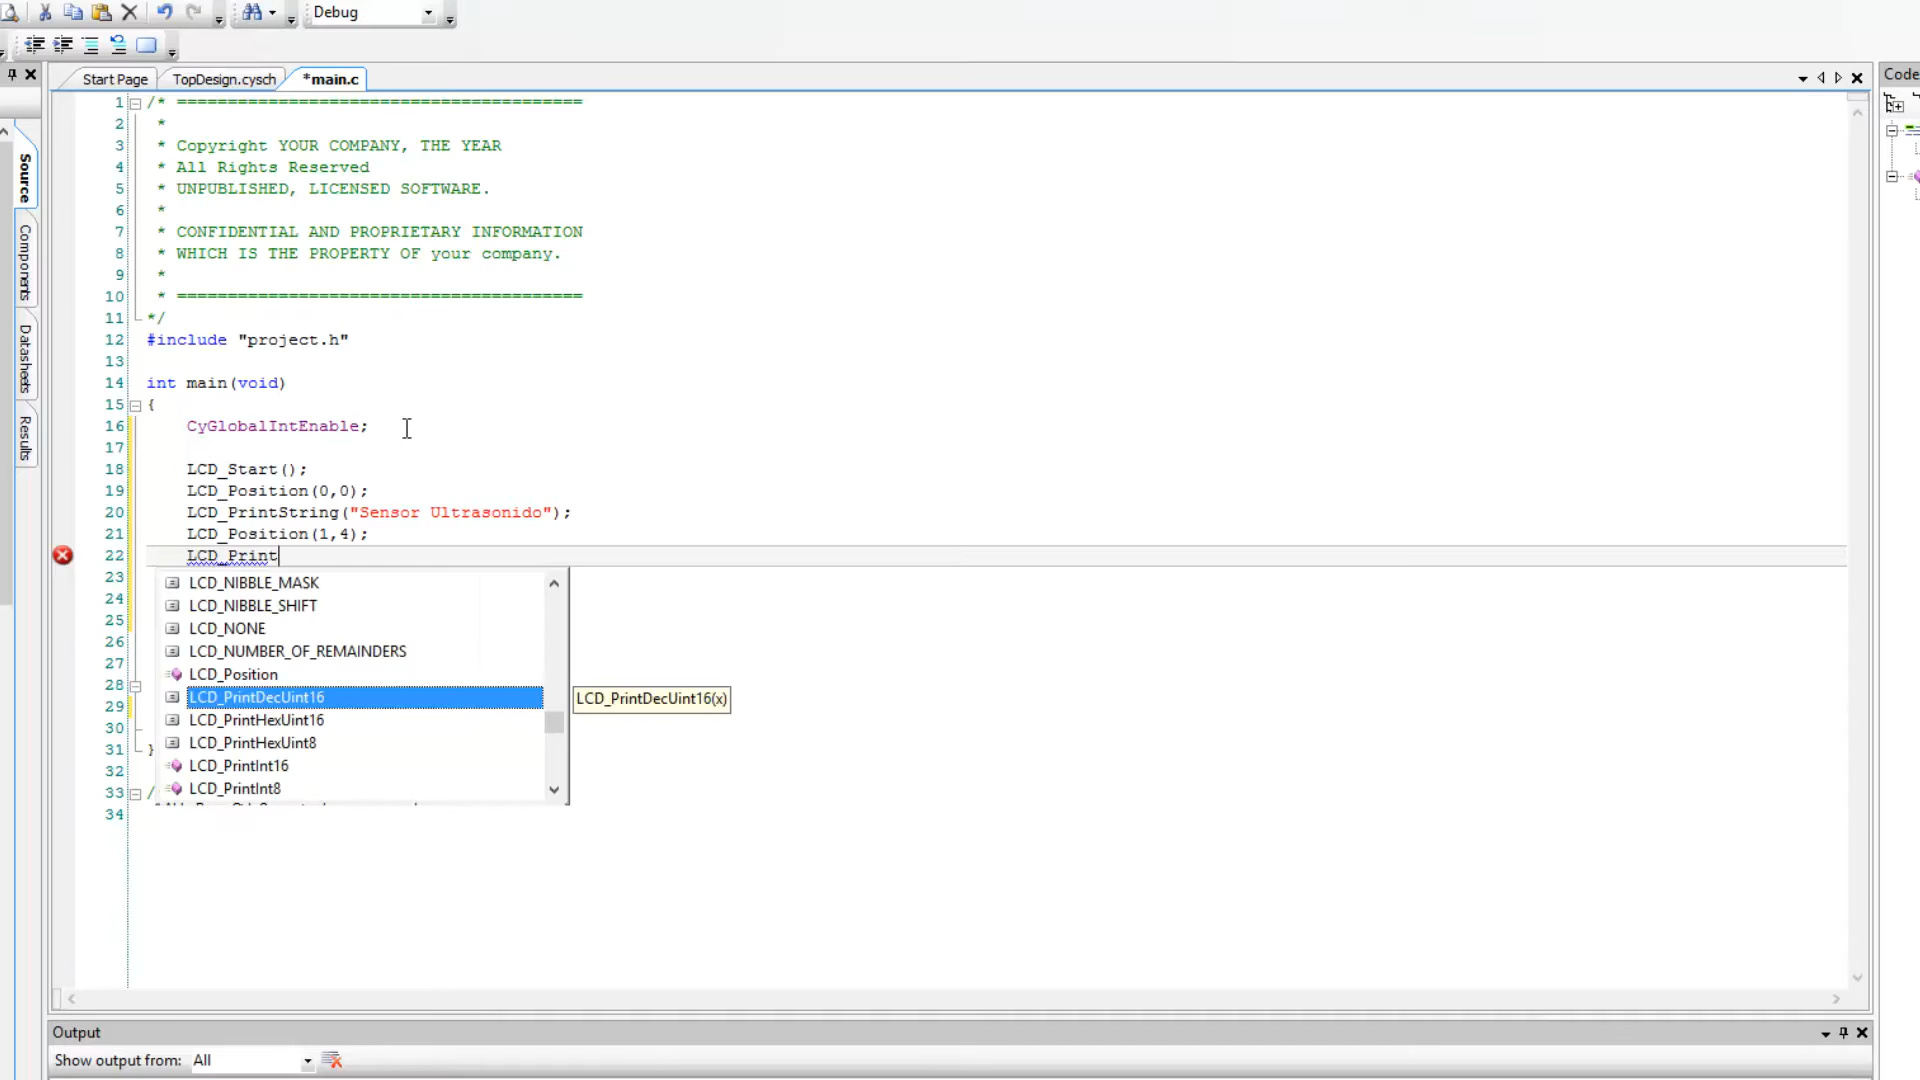 Debug
Start Page TopDesign.cysch *main.c
Code
Source
Components
Datasheets
Results
1 /* ========================================
2 *
3 * Copyright YOUR COMPANY, THE YEAR
4 * All Rights Reserved
5 * UNPUBLISHED, LICENSED SOFTWARE.
6 *
7 * CONFIDENTIAL AND PROPRIETARY INFORMATION
8 * WHICH IS THE PROPERTY OF your company.
9 *
10 * ========================================
11 */
12 #include "project.h"
13
14 int main(void)
15 {
16 CyGlobalIntEnable;
17
18 LCD_Start();
19 LCD_Position(0,0);
20 LCD_PrintString("Sensor Ultrasonido");
21 LCD_Position(1,4);
22 LCD_Print
23 LCD_NIBBLE_MASK
24 LCD_NIBBLE_SHIFT
25 LCD_NONE
26 LCD_NUMBER_OF_REMAINDERS
27 LCD_Position
28 LCD_PrintDecUint16 LCD_PrintDecUint16(x)
29 LCD_PrintHexUint16
30 LCD_PrintHexUint8
31 } LCD_PrintInt16
32 LCD_PrintInt8
33 /
34
Output
Show output from: All